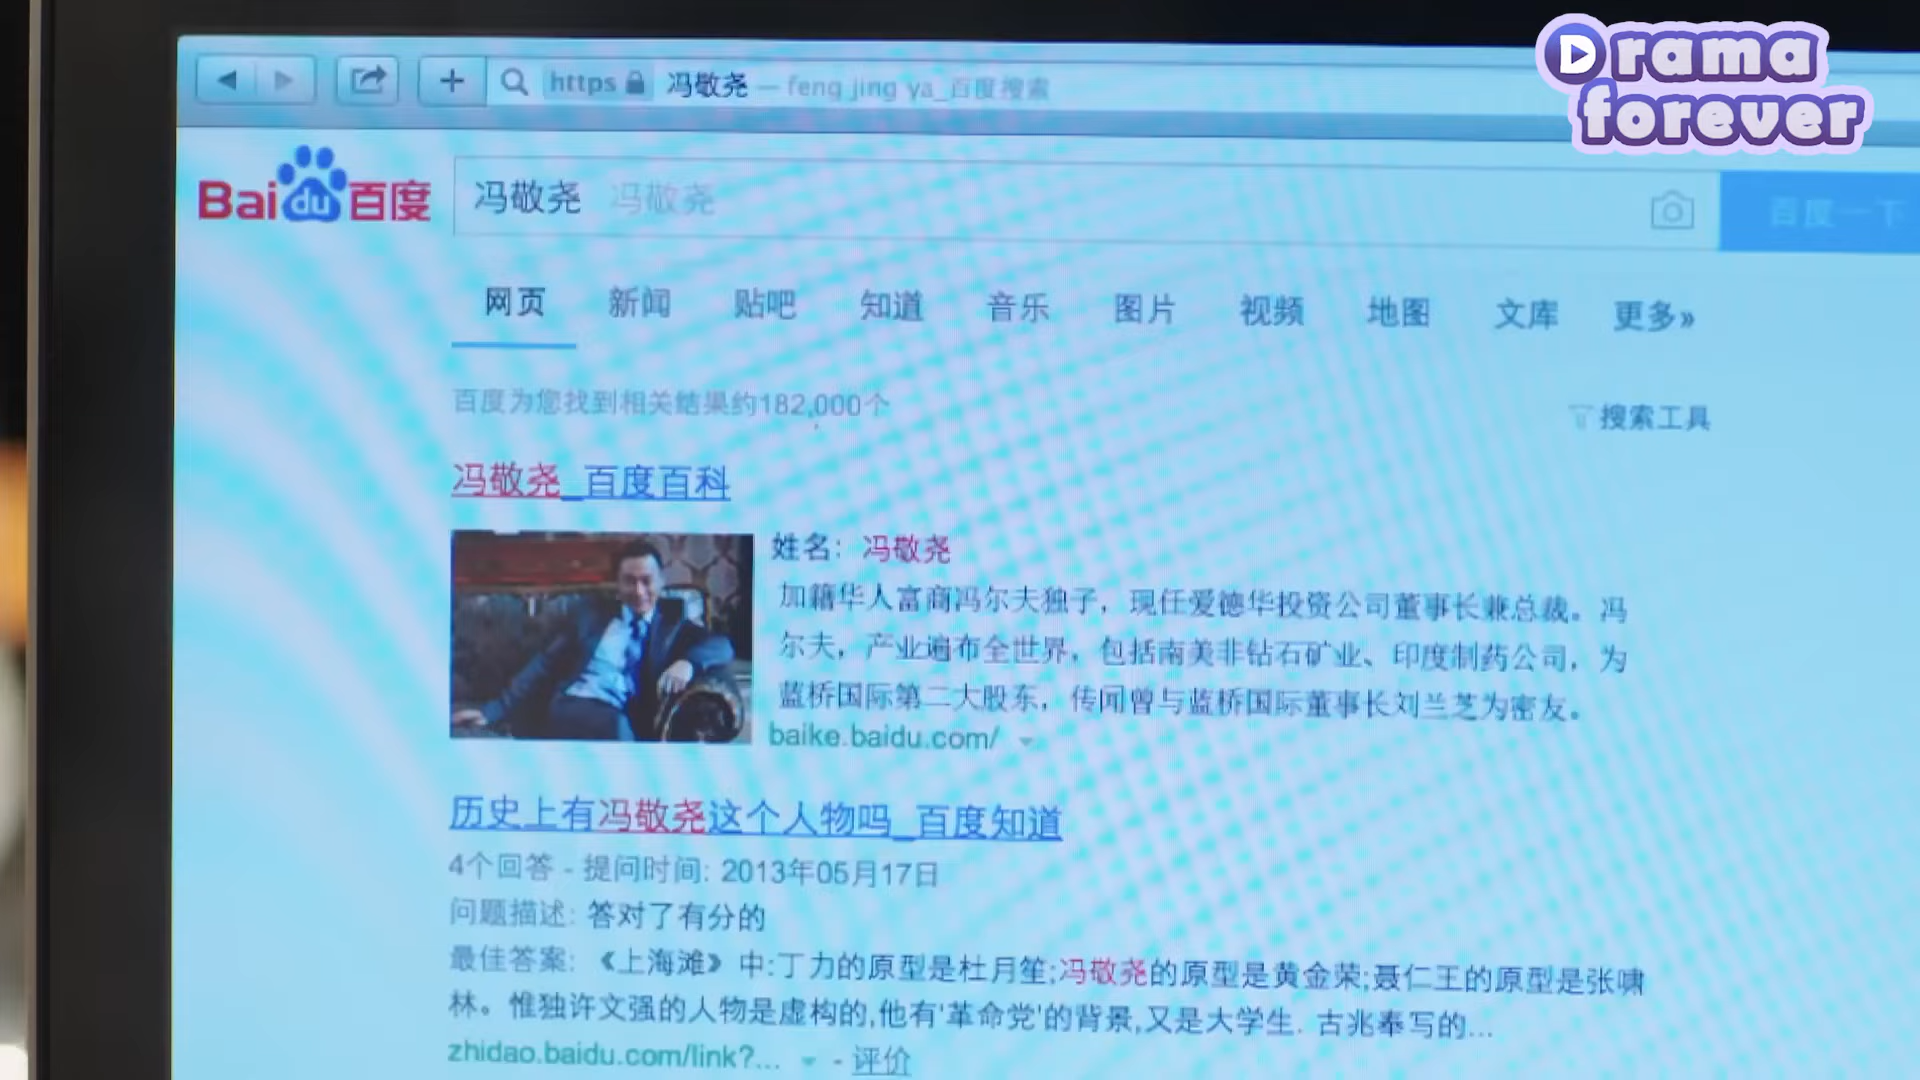 Drama
forever
https 冯敬尧 — feng jing ya_百度搜索
Bai du 百度 冯敬尧 冯敬尧 百度一下
网页 新闻 贴吧 知道 音乐 图片 视频 地图 文库 更多»
百度为您找到相关结果约182,000个 搜索工具
冯敬尧_百度百科
姓名：冯敬尧
加籍华人富商冯尔夫独子，现任爱德华投资公司董事长兼总裁。冯
尔夫，产业遍布全世界，包括南美非钻石矿业、印度制药公司，为
蓝桥国际第二大股东，传闻曾与蓝桥国际董事长刘兰芝为密友。
baike.baidu.com/
历史上有冯敬尧这个人物吗_百度知道
4个回答 - 提问时间: 2013年05月17日
问题描述: 答对了有分的
最佳答案: 《上海滩》中:丁力的原型是杜月笙;冯敬尧的原型是黄金荣;聂仁王的原型是张啸
林。惟独许文强的人物是虚构的,他有'革命党'的背景,又是大学生. 古兆奉写的...
zhidao.baidu.com/link?... - 评价